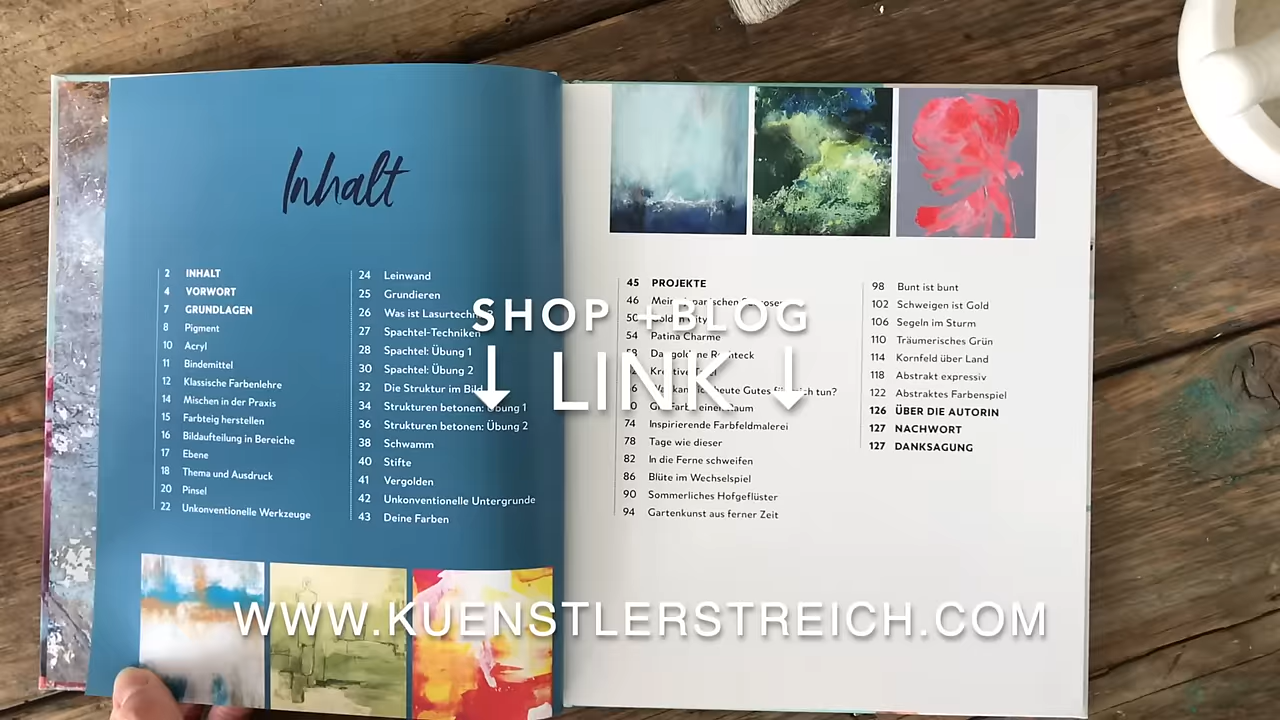 Inhalt
2 INHALT
4 VORWORT
7 GRUNDLAGEN
8 Pigment
10 Acryl
11 Bindemittel
12 Klassische Farbenlehre
14 Mischen in der Praxis
15 Farbteig herstellen
16 Bildaufteilung in Bereiche
17 Ebene
18 Thema und Ausdruck
20 Pinsel
22 Unkonventionelle Werkzeuge
24 Leinwand
25 Grundieren
26 Was ist
27 Spachtel-Techniken
28 Spachtel: Übung 1
30 Spachtel: Übung 2
32 Die Struktur im Bild
34 Strukturen betonen: Übung 1
36 Strukturen betonen: Übung 2
38 Schwamm
40 Stifte
41 Vergolden
42 Unkonventionelle Untergrunde
43 Deine Farben
45 PROJEKTE
46
50
54 Patina Charme
Rechteck
heute Gutes
74 Inspirierende Farbfeldmalerei
78 Tage wie dieser
82 In die Ferne schweifen
86 Blüte im Wechselspiel
90 Sommerliches Hofgeflüster
94 Gartenkunst aus ferner Zeit
98 Bunt ist bunt
102 Schweigen ist Gold
106 Segeln im Sturm
110 Träumerisches Grün
114 Kornfeld über Land
118 Abstrakt expressiv
122 Abstraktes Farbenspiel
126 ÜBER DIE AUTORIN
127 NACHWORT
127 DANKSAGUNG
SHOP +BLOG
↓ LINK ↓
WWW.KUENSTLERSTREICH.COM